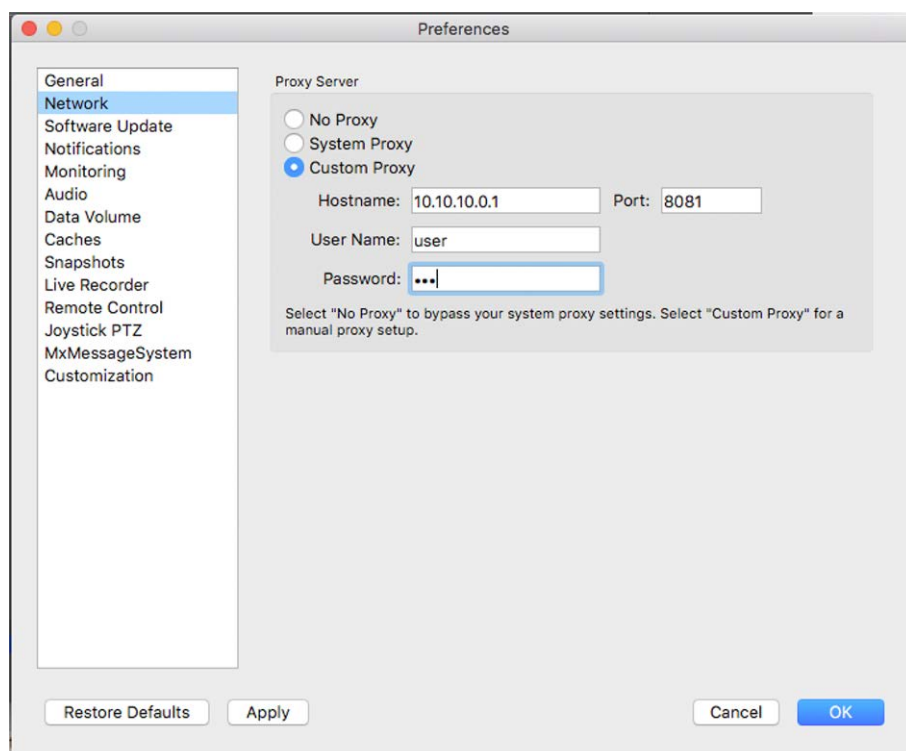 Preferences
General
Network
Software Update
Notifications
Monitoring
Audio
Data Volume
Caches
Snapshots
Live Recorder
Remote Control
Joystick PTZ
MxMessageSystem
Customization
Proxy Server
No Proxy
System Proxy
Custom Proxy
Hostname: 10.10.10.0.1 Port: 8081
User Name: user
Password: •••
Select "No Proxy" to bypass your system proxy settings. Select "Custom Proxy" for a
manual proxy setup.
Restore Defaults Apply Cancel OK